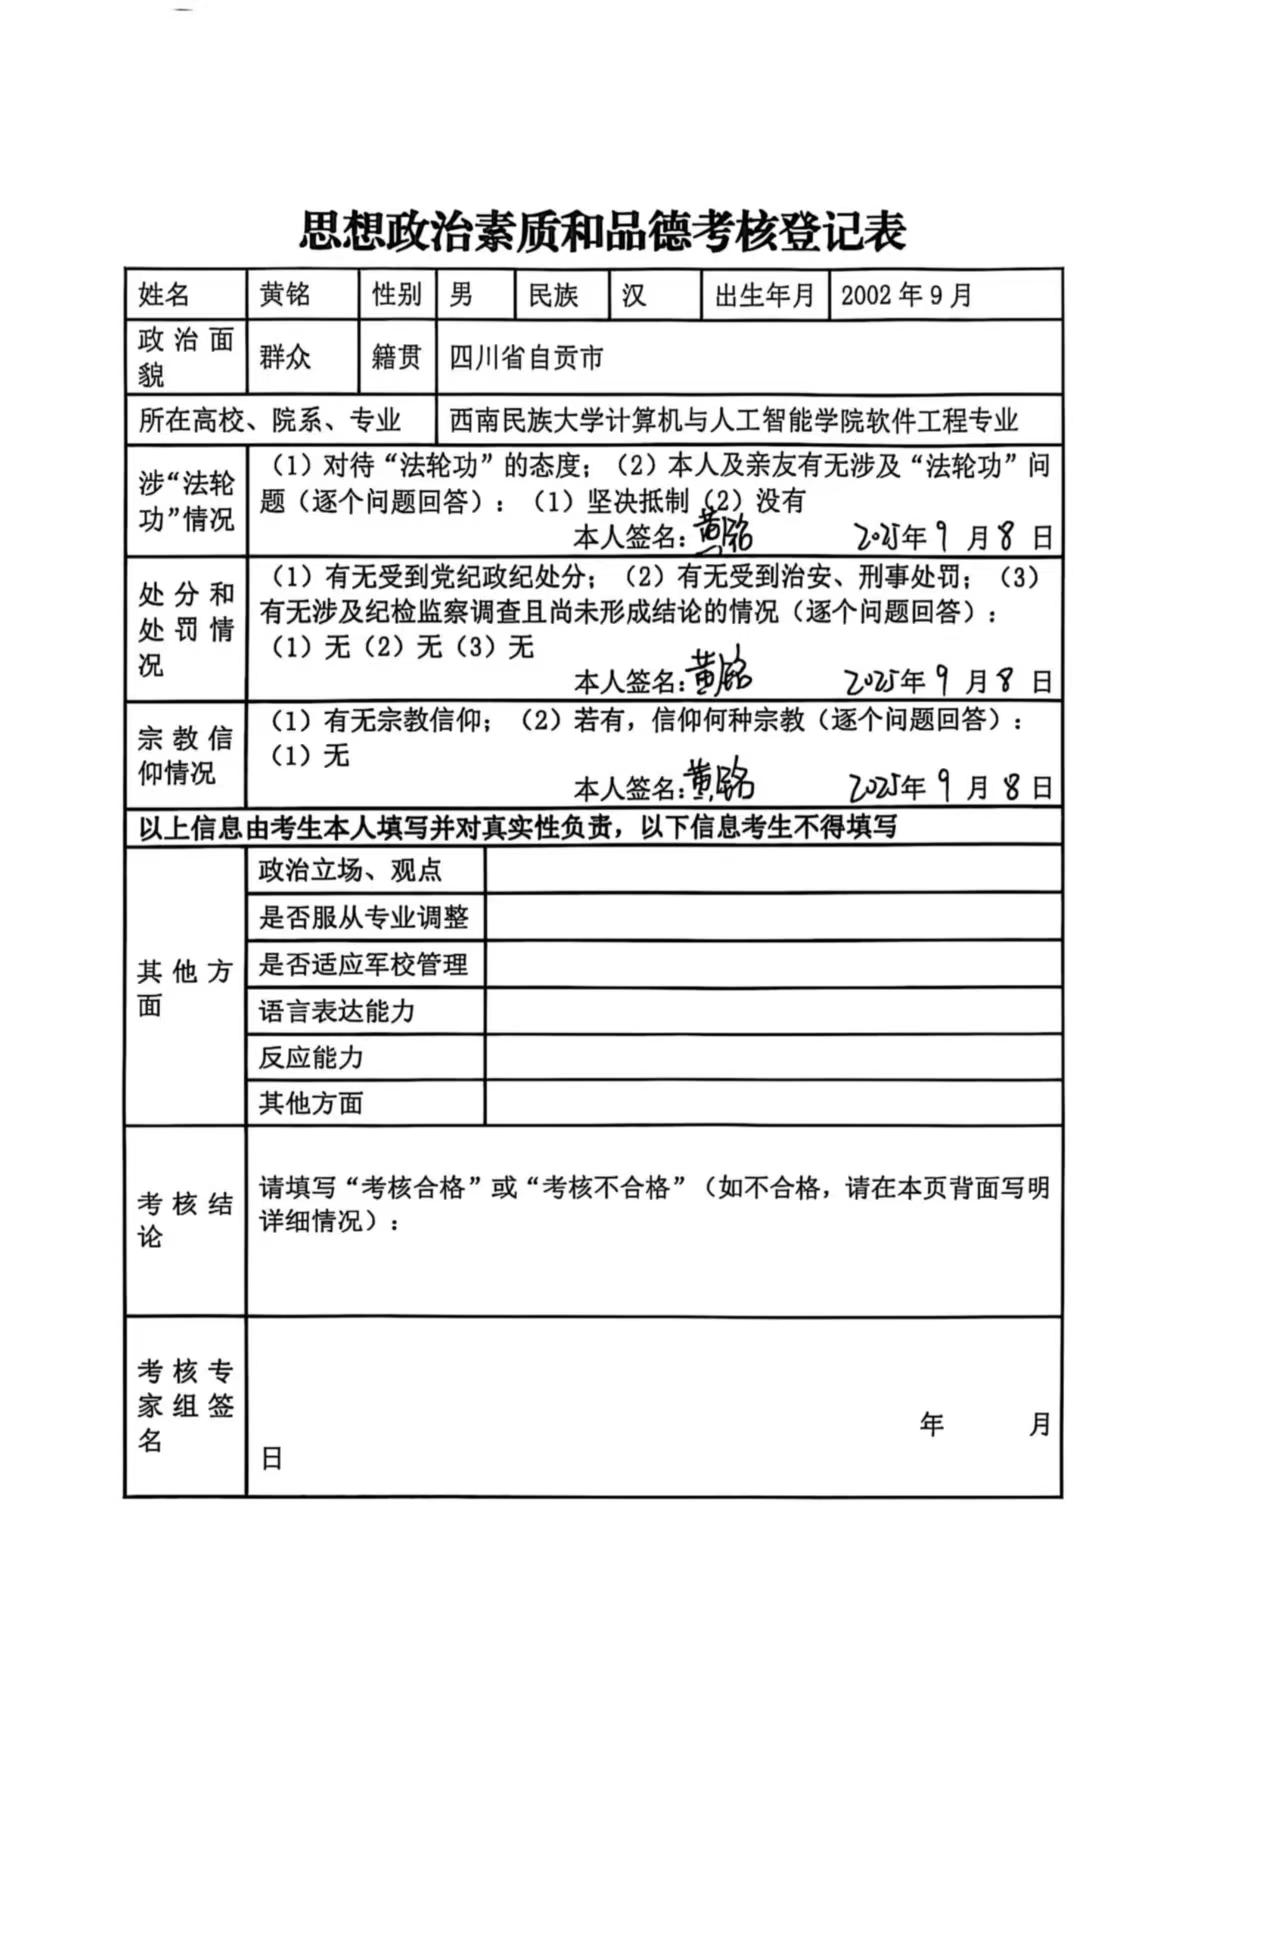 思想政治素质和品德考核登记表
姓名 黄铭 性别 男 民族 汉 出生年月 2002年9月
政治面
貌
群众 籍贯 四川省自贡市
所在高校、院系、专业 西南民族大学计算机与人工智能学院软件工程专业
涉“法轮
功”情况
（1）对待“法轮功”的态度；（2）本人及亲友有无涉及“法轮功”问
题（逐个问题回答）：（1）坚决抵制（2）没有
本人签名：黄铭 2025年9月8日
处分和
处罚情
况
（1）有无受到党纪政纪处分；（2）有无受到治安、刑事处罚；（3）
有无涉及纪检监察调查且尚未形成结论的情况（逐个问题回答）：
（1）无（2）无（3）无
本人签名：黄铭 2025年9月8日
宗教信
仰情况
（1）有无宗教信仰；（2）若有，信仰何种宗教（逐个问题回答）：
（1）无
本人签名：黄铭 2025年9月8日
以上信息由考生本人填写并对真实性负责，以下信息考生不得填写
其他方
面
政治立场、观点
是否服从专业调整
是否适应军校管理
语言表达能力
反应能力
其他方面
考核结
论
请填写“考核合格”或“考核不合格”（如不合格，请在本页背面写明
详细情况）：
考核专
家组签
名
年 月
日